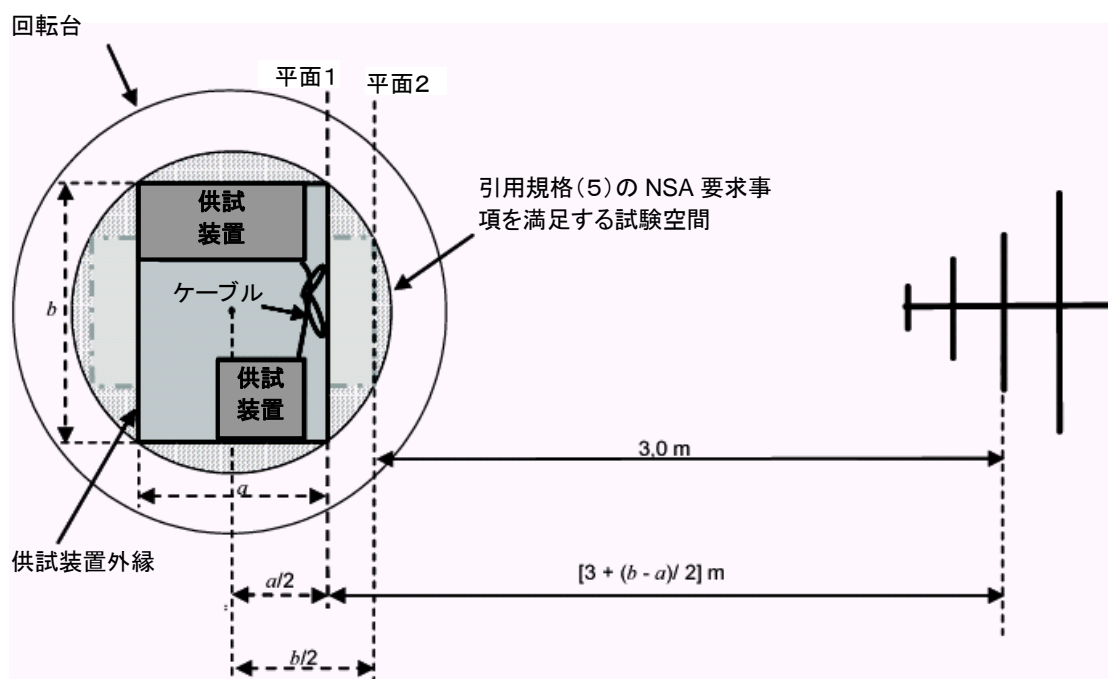 回転台
平面1
平面2
引用規格(5)の NSA 要求事
項を満足する試験空間
供試
装置
ケーブル
b
供試
装置
3,0 m
a
供試装置外縁
a/2
[3 + (b - a)/ 2] m
b/2